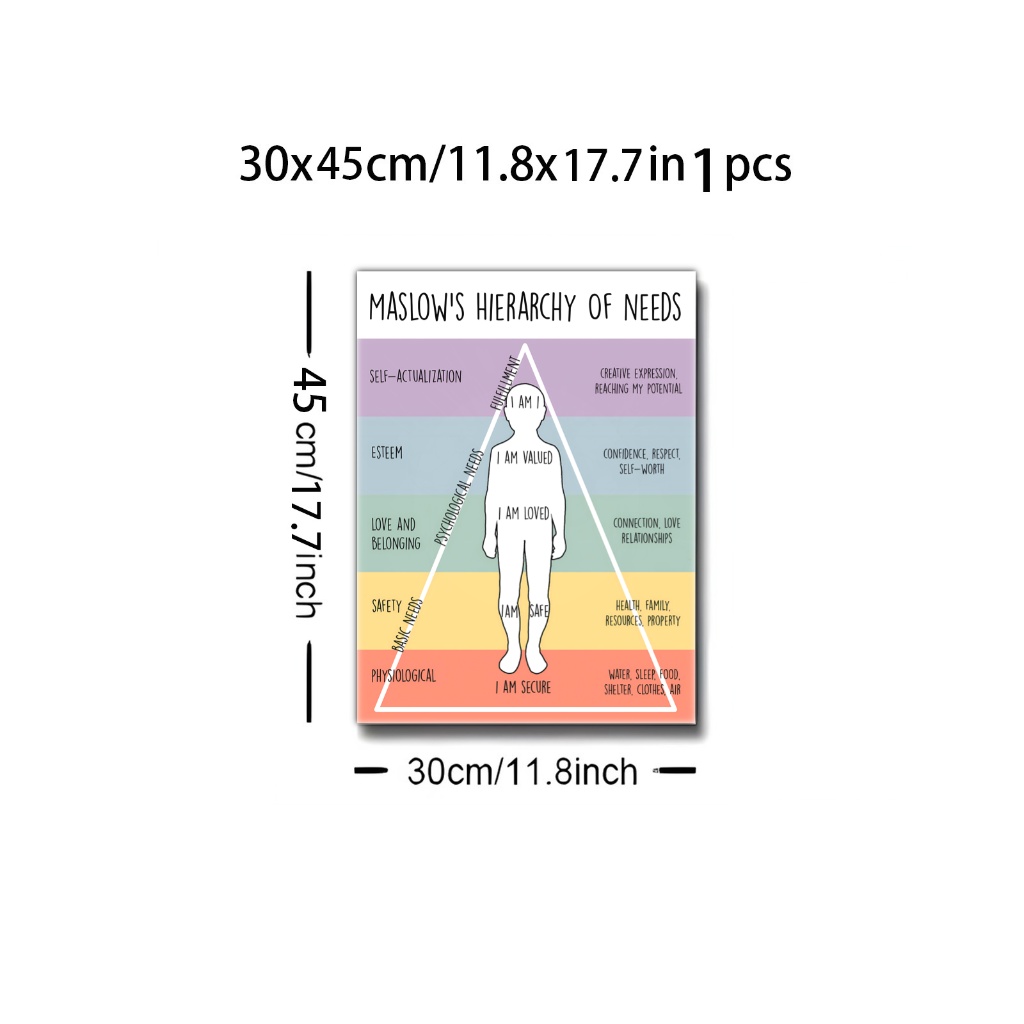 30x45cm/11.8x17.7in 1 pcs
MASLOW'S HIERARCHY OF NEEDS
SELF-ACTUALIZATION
FULFILLMENT
I AM I
CREATIVE EXPRESSION,
REACHING MY POTENTIAL
ESTEEM
PSYCHOLOGICAL NEEDS
I AM VALUED
CONFIDENCE, RESPECT,
SELF-WORTH
LOVE AND
BELONGING
I AM LOVED
CONNECTION, LOVE
RELATIONSHIPS
SAFETY
BASIC NEEDS
I AM SAFE
HEALTH, FAMILY,
RESOURCES, PROPERTY
PHYSIOLOGICAL
I AM SECURE
WATER, SLEEP, FOOD,
SHELTER, CLOTHES, AIR
45cm/17.7inch
30cm/11.8inch